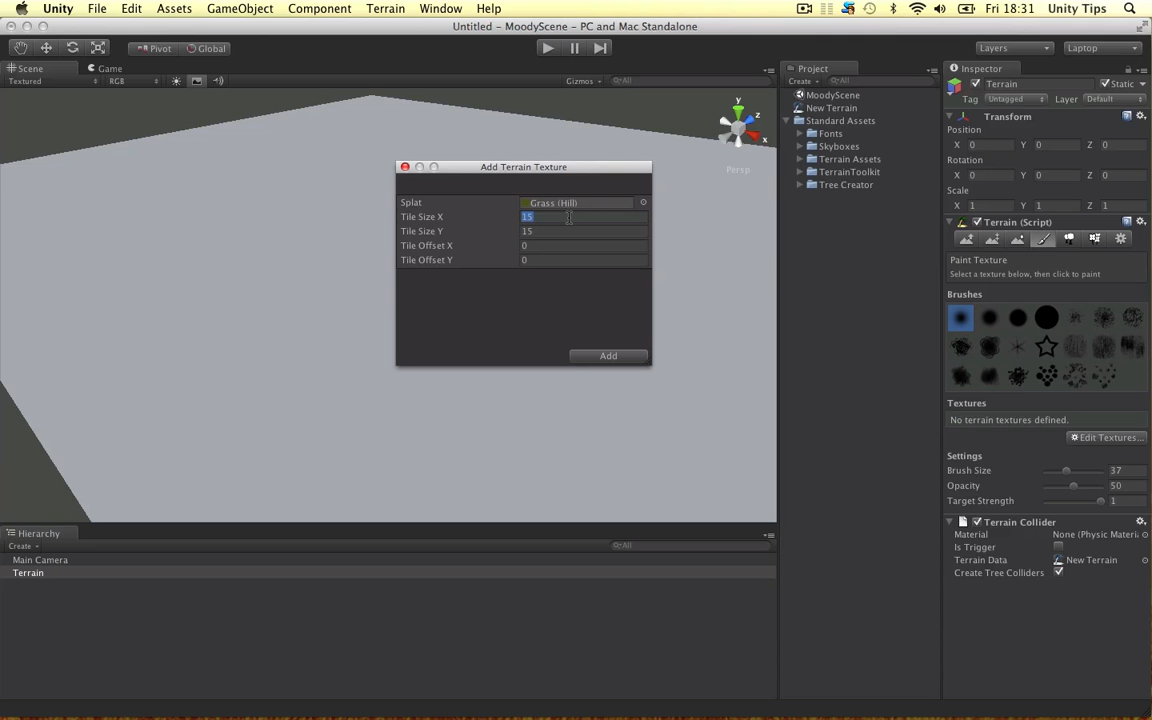 Unity File Edit Assets GameObject Component Terrain Window Help Fri 18:31 Unity Tips
Untitled – MoodyScene – PC and Mac Standalone
Pivot Global Layers Laptop
Scene Game Project Inspector
Textured RGB Gizmos All Create All Terrain Static
Tag Untagged Layer Default
MoodyScene
New Terrain
Standard Assets
Fonts
Skyboxes
Terrain Assets
TerrainToolkit
Tree Creator
y
z
x
Persp
Add Terrain Texture
Splat Grass (Hill)
Tile Size X 15
Tile Size Y 15
Tile Offset X 0
Tile Offset Y 0
Add
Transform
Position
X 0 Y 0 Z 0
Rotation
X 0 Y 0 Z 0
Scale
X 1 Y 1 Z 1
Terrain (Script)
Paint Texture
Select a texture below, then click to paint
Brushes
Textures
No terrain textures defined.
Edit Textures...
Settings
Brush Size 37
Opacity 50
Target Strength 1
Terrain Collider
Material None (Physic Materi
Is Trigger
Terrain Data New Terrain
Create Tree Colliders
Hierarchy
Create All
Main Camera
Terrain